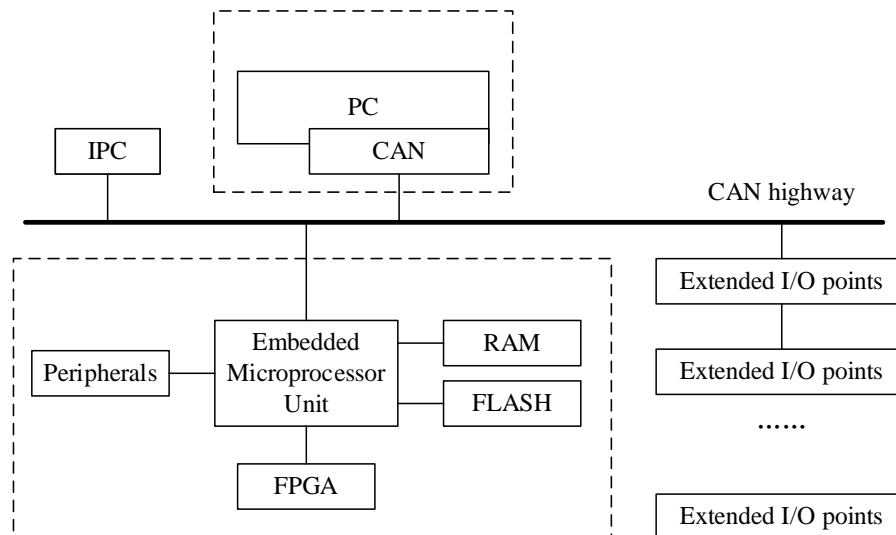 PC
IPC
CAN
CAN highway
Extended I/O points
Embedded
Microprocessor
Unit
RAM
Peripherals
Extended I/O points
FLASH
......
FPGA
Extended I/O points